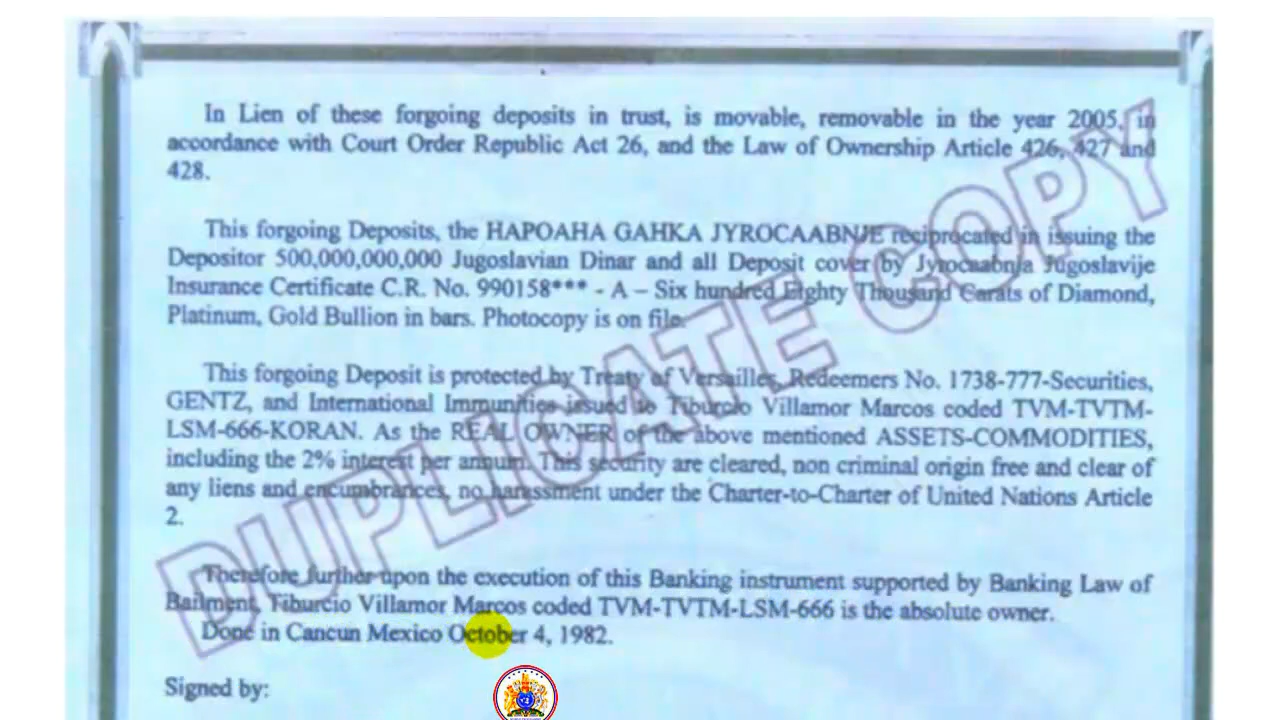 In Lien of these forgoing deposits in trust, is movable, removable in the year 2005, in
accordance with Court Order Republic Act 26, and the Law of Ownership Article 426, 427 and
428.
This forgoing Deposits, the HAPOAHA GAHKA JYROCAABNJE reciprocated in issuing the
Depositor 500,000,000,000 Jugoslavian Dinar and all Deposit cover by Jyrocaabnja Jugoslavije
Insurance Certificate C.R. No. 990158*** - A – Six hundred Eighty Thousand Carats of Diamond,
Platinum, Gold Bullion in bars. Photocopy is on file.
This forgoing Deposit is protected by Treaty of Versailles, Redeemers No. 1738-777-Securities,
GENTZ, and International Immunities issued to Tiburcio Villamor Marcos coded TVM-TVTM-
LSM-666-KORAN. As the REAL OWNER of the above mentioned ASSETS-COMMODITIES,
including the 2% interest per annum. This security are cleared, non criminal origin free and clear of
any liens and encumbrances, no harassment under the Charter-to-Charter of United Nations Article
2.
Therefore further upon the execution of this Banking instrument supported by Banking Law of
Bailment, Tiburcio Villamor Marcos coded TVM-TVTM-LSM-666 is the absolute owner.
Done in Cancun Mexico October 4, 1982.
Signed by:
DUPLICATE COPY